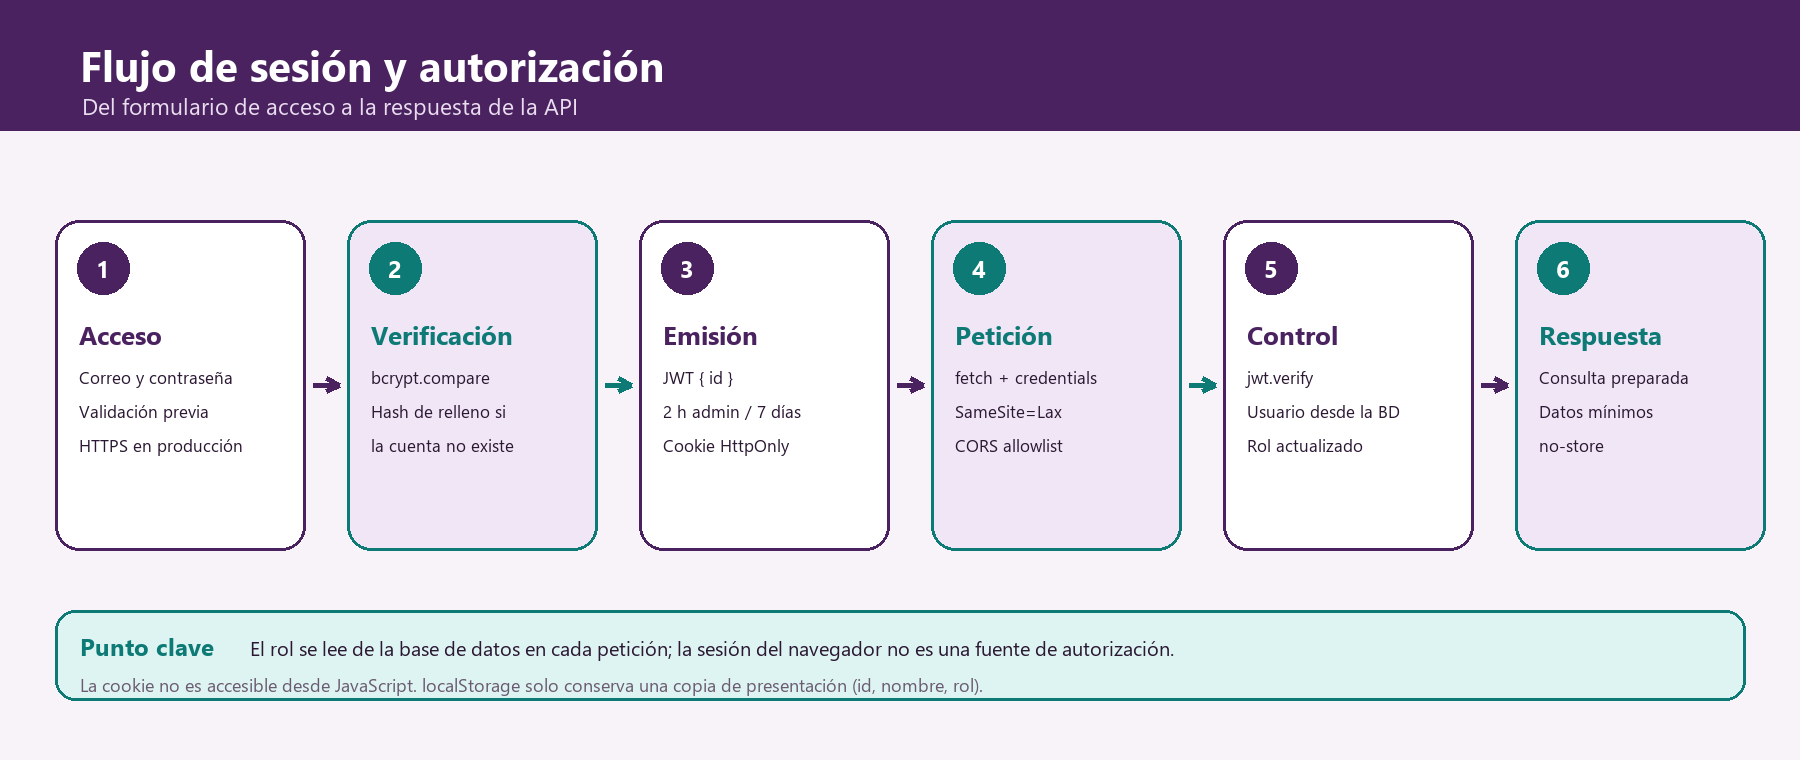 Flujo de sesión y autorización
Del formulario de acceso a la respuesta de la API
1
Acceso
Correo y contraseña
Validación previa
HTTPS en producción
2
Verificación
bcrypt.compare
Hash de relleno si
la cuenta no existe
3
Emisión
JWT { id }
2 h admin / 7 días
Cookie HttpOnly
4
Petición
fetch + credentials
SameSite=Lax
CORS allowlist
5
Control
jwt.verify
Usuario desde la BD
Rol actualizado
6
Respuesta
Consulta preparada
Datos mínimos
no-store
Punto clave El rol se lee de la base de datos en cada petición; la sesión del navegador no es una fuente de autorización.
La cookie no es accesible desde JavaScript. localStorage solo conserva una copia de presentación (id, nombre, rol).